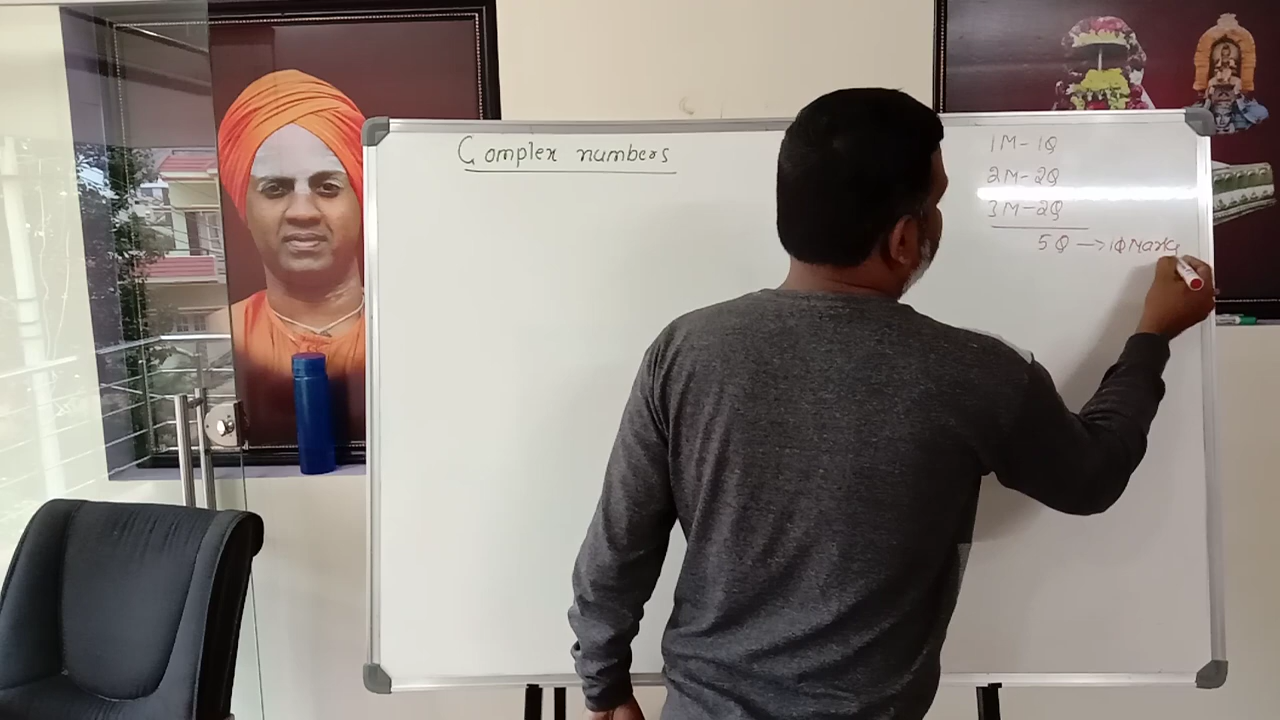 Complex numbers
1M-1Q
2M-2Q
3M-2Q
5Q → 10 Marks